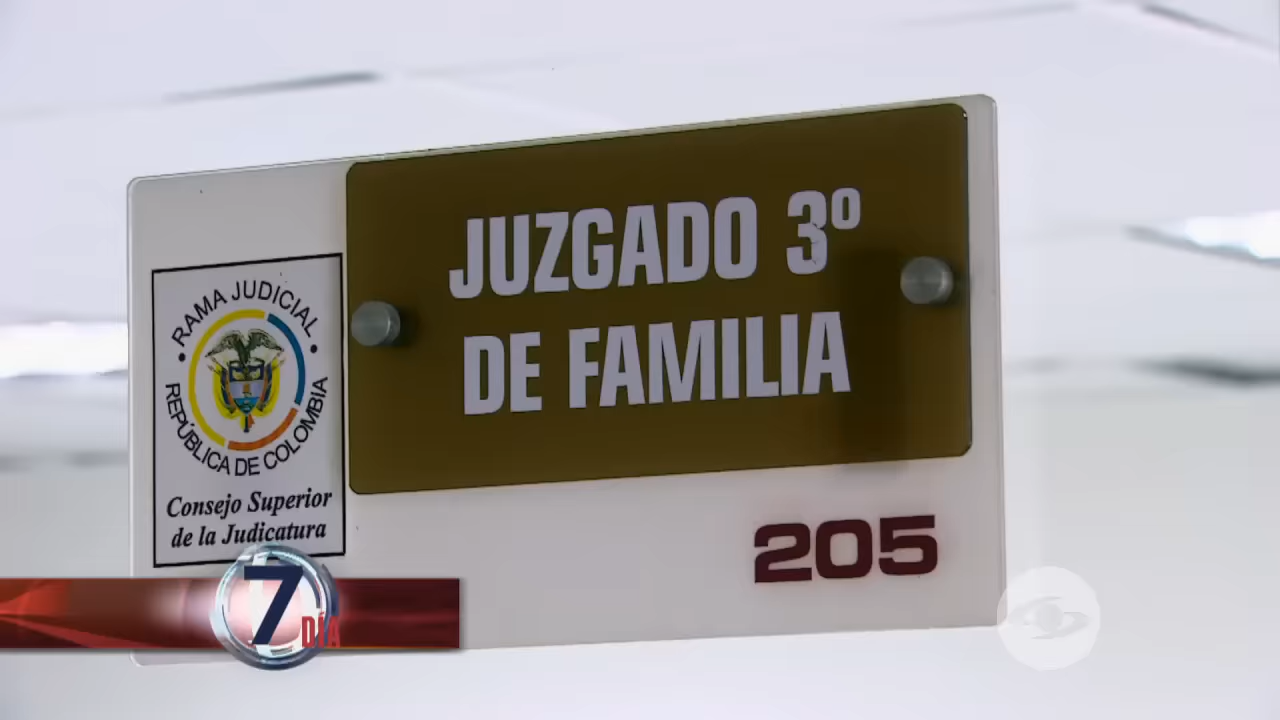 JUZGADO 3º
DE FAMILIA
RAMA JUDICIAL
REPÚBLICA DE COLOMBIA
Consejo Superior
de la Judicatura
205
7
DÍA